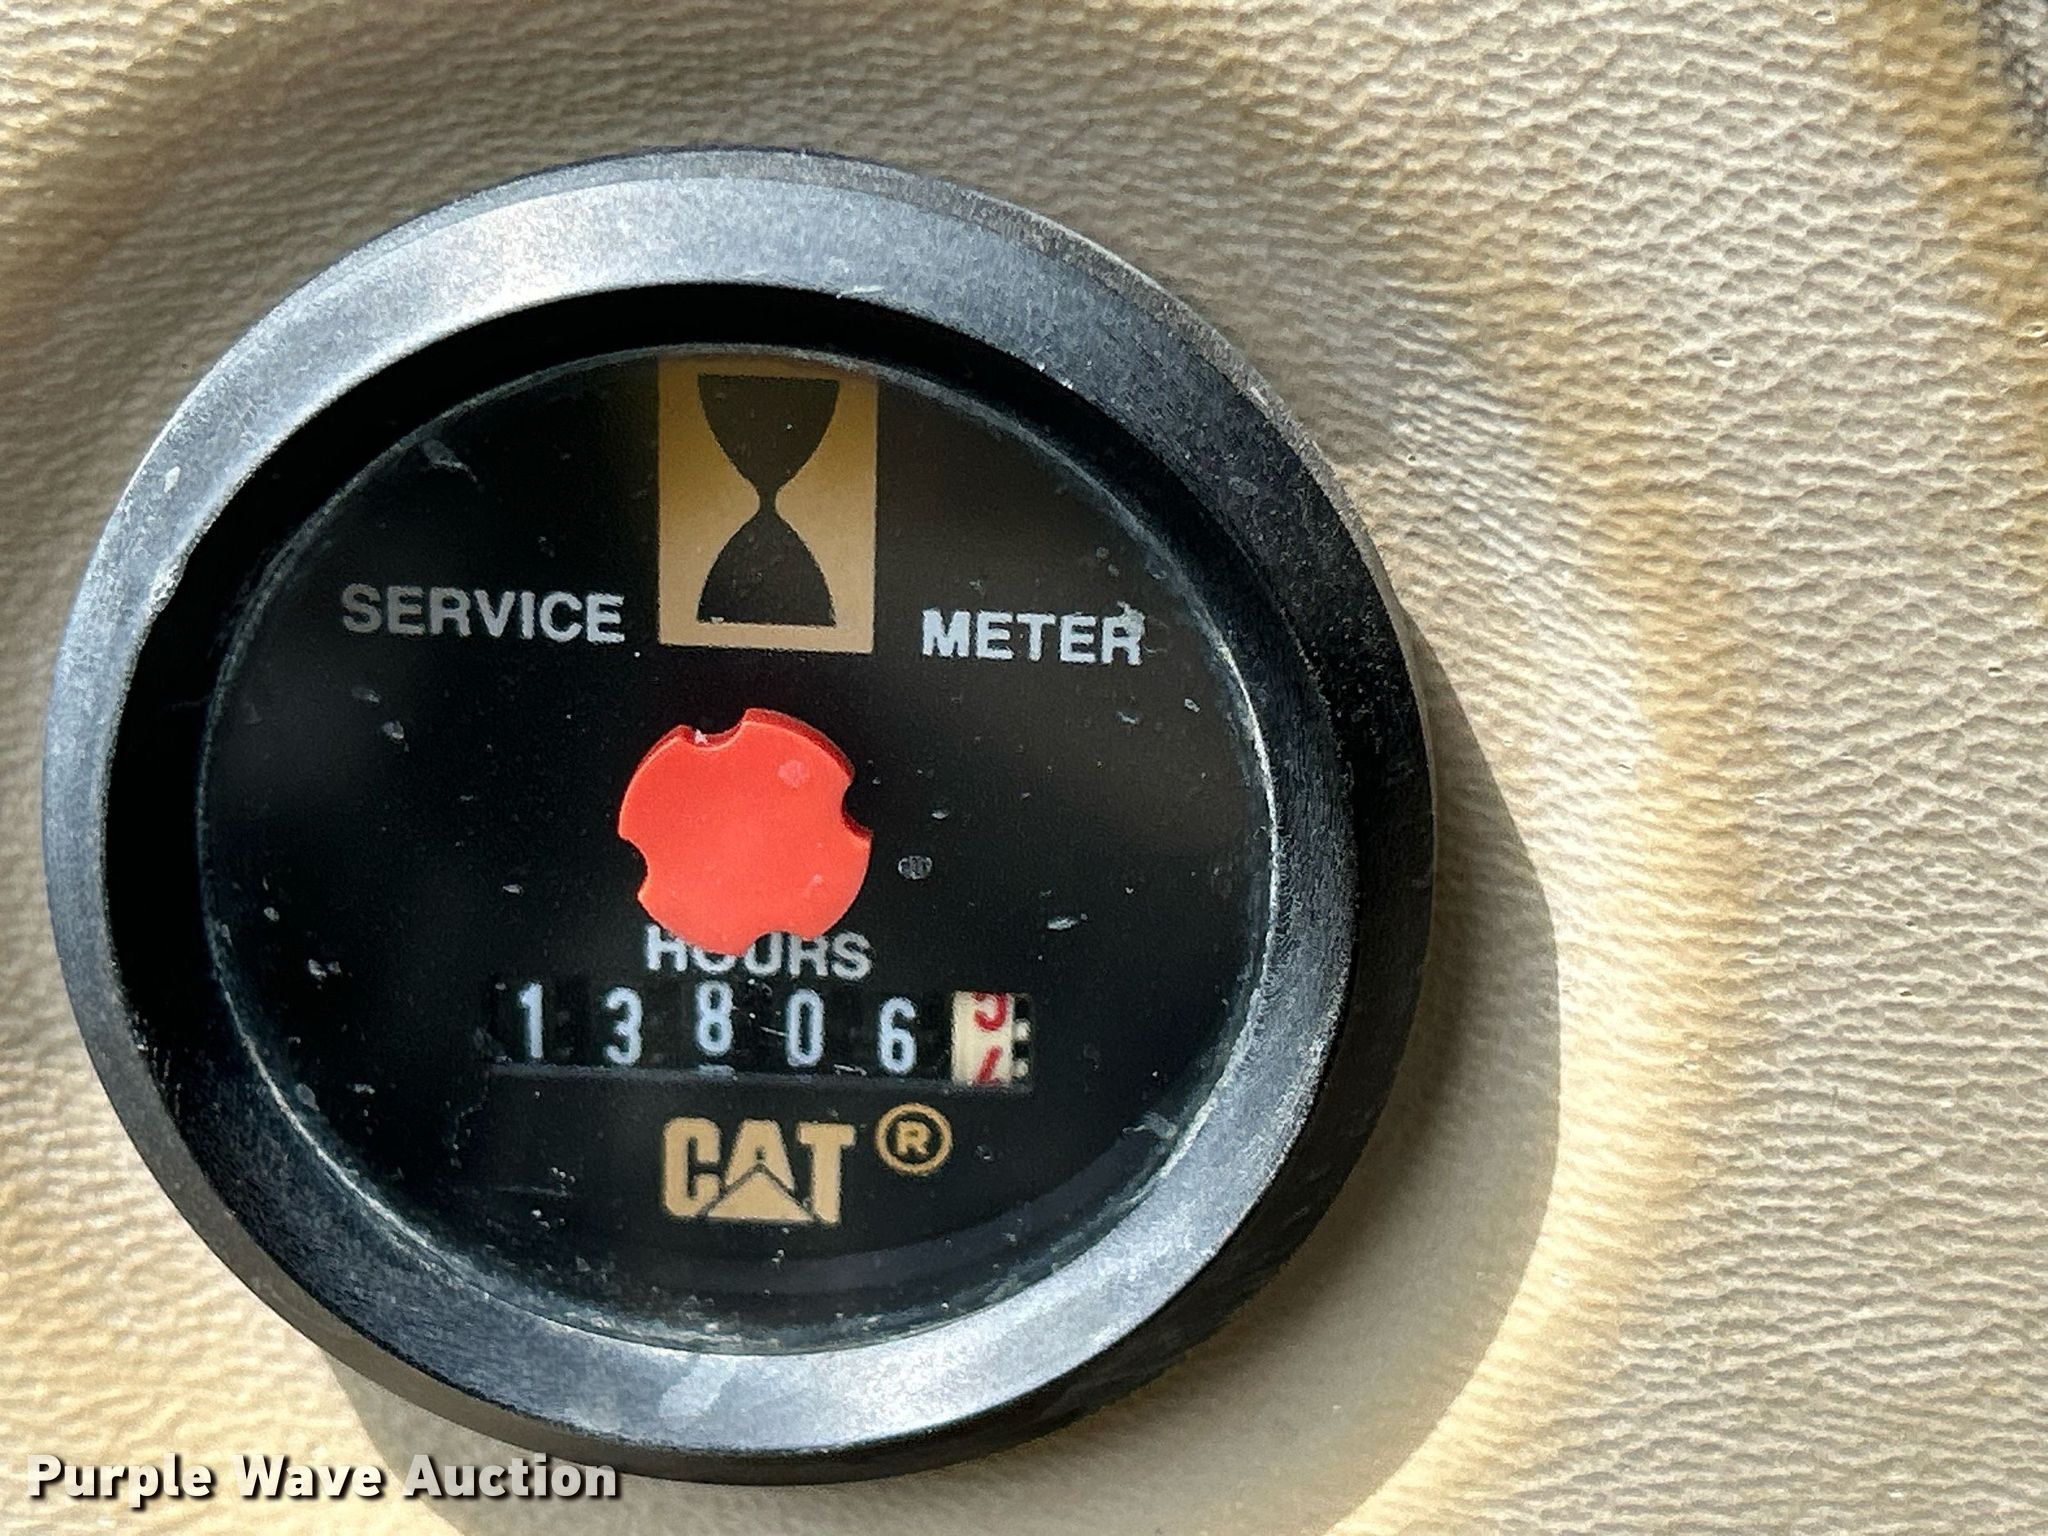 SERVICE METER
HOURS
13806
CAT ®
Purple Wave Auction